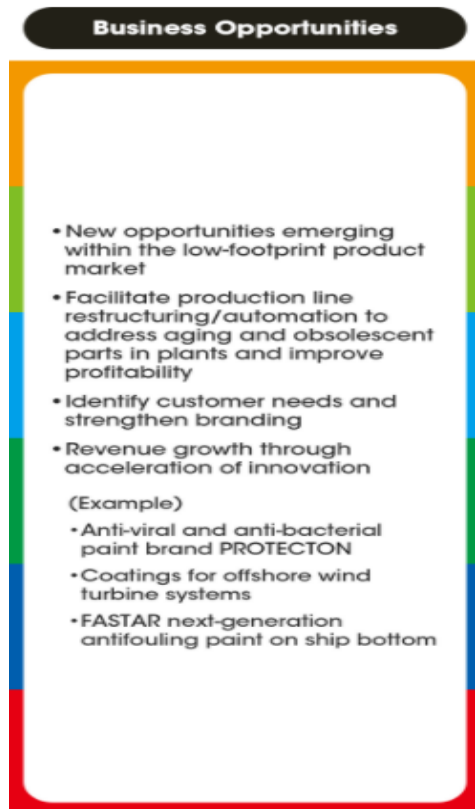 Business Opportunities
•New opportunities emerging
within the low-footprint product
market
•Facilitate production line
restructuring/automation to
address aging and obsolescent
parts in plants and improve
profitability
•Identify customer needs and
strengthen branding
•Revenue growth through
acceleration of innovation
(Example)
•Anti-viral and anti-bacterial
paint brand PROTECTON
•Coatings for offshore wind
turbine systems
•FASTAR next-generation
antifouling paint on ship bottom